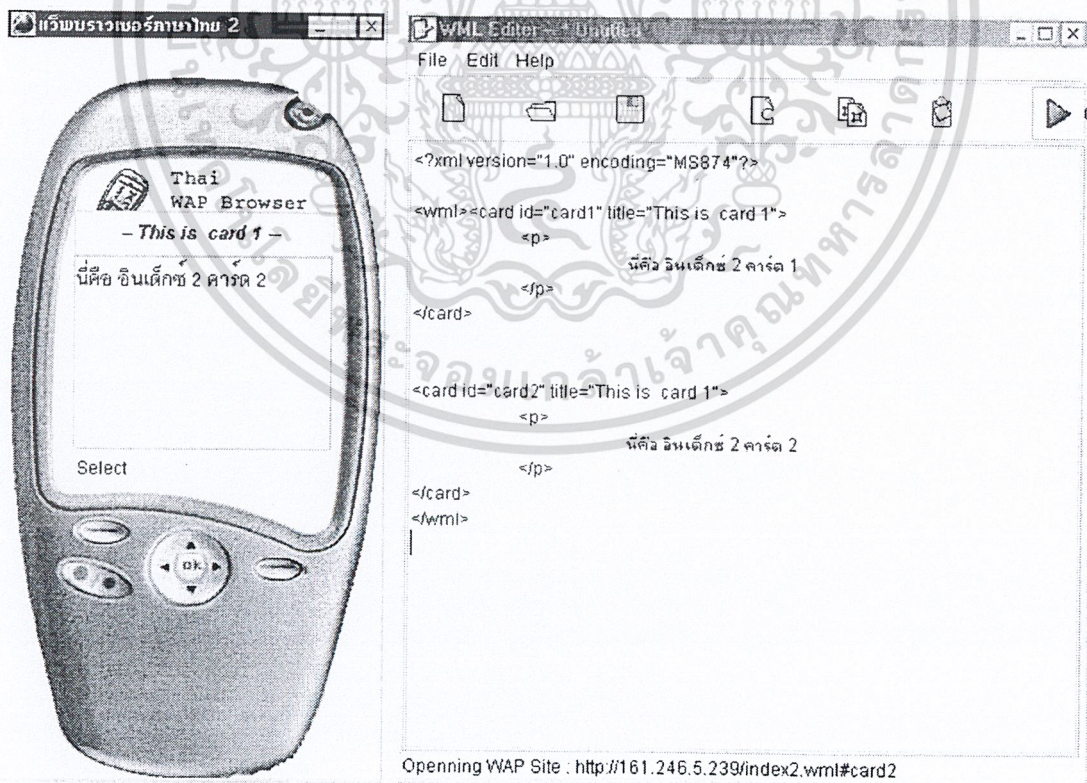 แว็พบราวเซอร์ภาษาไทย 2
Thai
WAP Browser
– This is card 1 –
นี่คือ อินเด็กซ์ 2 คาร์ด 2
Select
OK
WML Editer -- * Untitled *
File Edit Help
<?xml version="1.0" encoding="MS874"?>
<wml><card id="card1" title="This is card 1">
<p>
นี่คือ อินเด็กซ์ 2 คาร์ด 1
</p>
</card>
<card id="card2" title="This is card 1">
<p>
นี่คือ อินเด็กซ์ 2 คาร์ด 2
</p>
</card>
</wml>
Openning WAP Site : http://161.246.5.239/index2.wml#card2